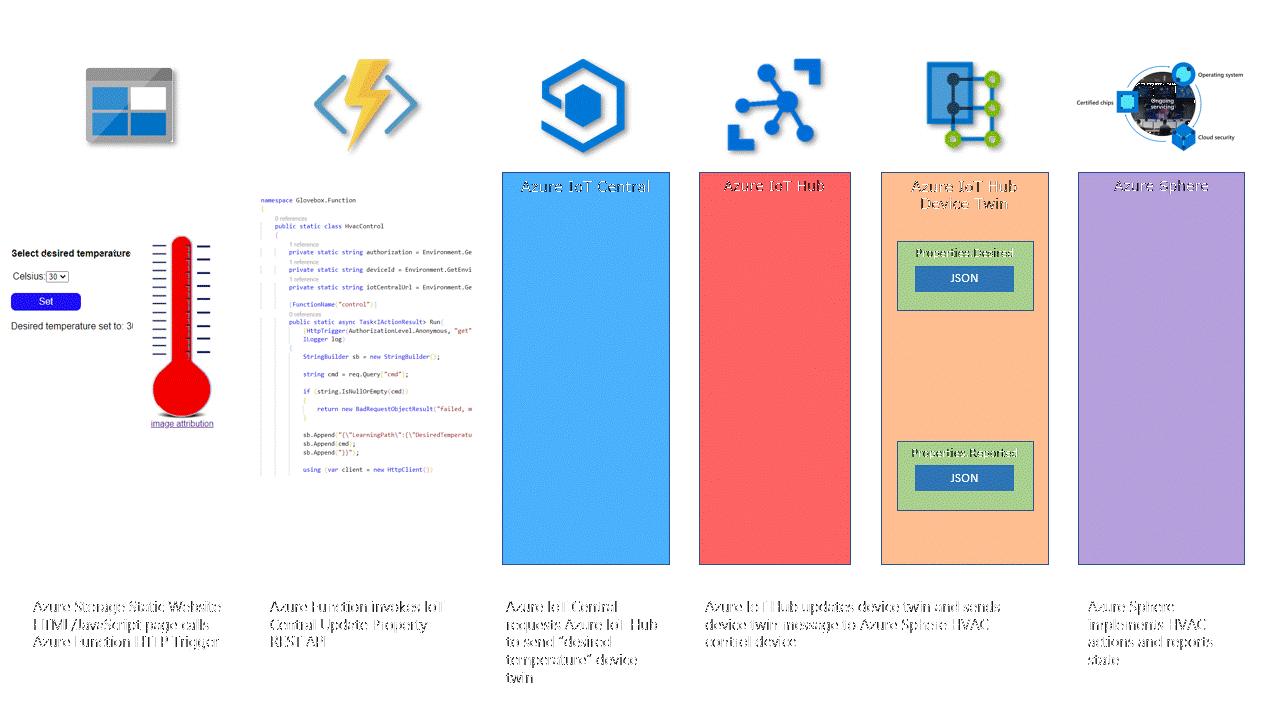 Operating system
Certified chips
Ongoing
servicing
Cloud security
Azure IoT Central
Azure IoT Hub
Azure IoT Hub
Device Twin
Azure Sphere
Properties Desired
JSON
Properties Reported
JSON
Select desired temperature
Celsius: 30
Set
Desired temperature set to: 30
image attribution
namespace Glovebox.Function
{
0 references
public static class HvacControl
{
1 reference
private static string authorization = Environment.Ge
1 reference
private static string deviceId = Environment.GetEnvi
1 reference
private static string iotCentralUrl = Environment.Ge
[FunctionName("control")]
0 references
public static async Task<IActionResult> Run(
[HttpTrigger(AuthorizationLevel.Anonymous, "get"
ILogger log)
{
StringBuilder sb = new StringBuilder();
string cmd = req.Query["cmd"];
if (string.IsNullOrEmpty(cmd))
{
return new BadRequestObjectResult("failed, m
}
sb.Append("{\"LearningPath\":{\"DesiredTemperatu
sb.Append(cmd);
sb.Append("}}");
using (var client = new HttpClient())
Azure Storage Static Website
HTML/JavaScript page calls
Azure Function HTTP Trigger
Azure Function invokes IoT
Central Update Property
REST API
Azure IoT Central
requests Azure IoT Hub
to send “desired
temperature” device
twin
Azure IoT Hub updates device twin and sends
device twin message to Azure Sphere HVAC
control device
Azure Sphere
implements HVAC
actions and reports
state